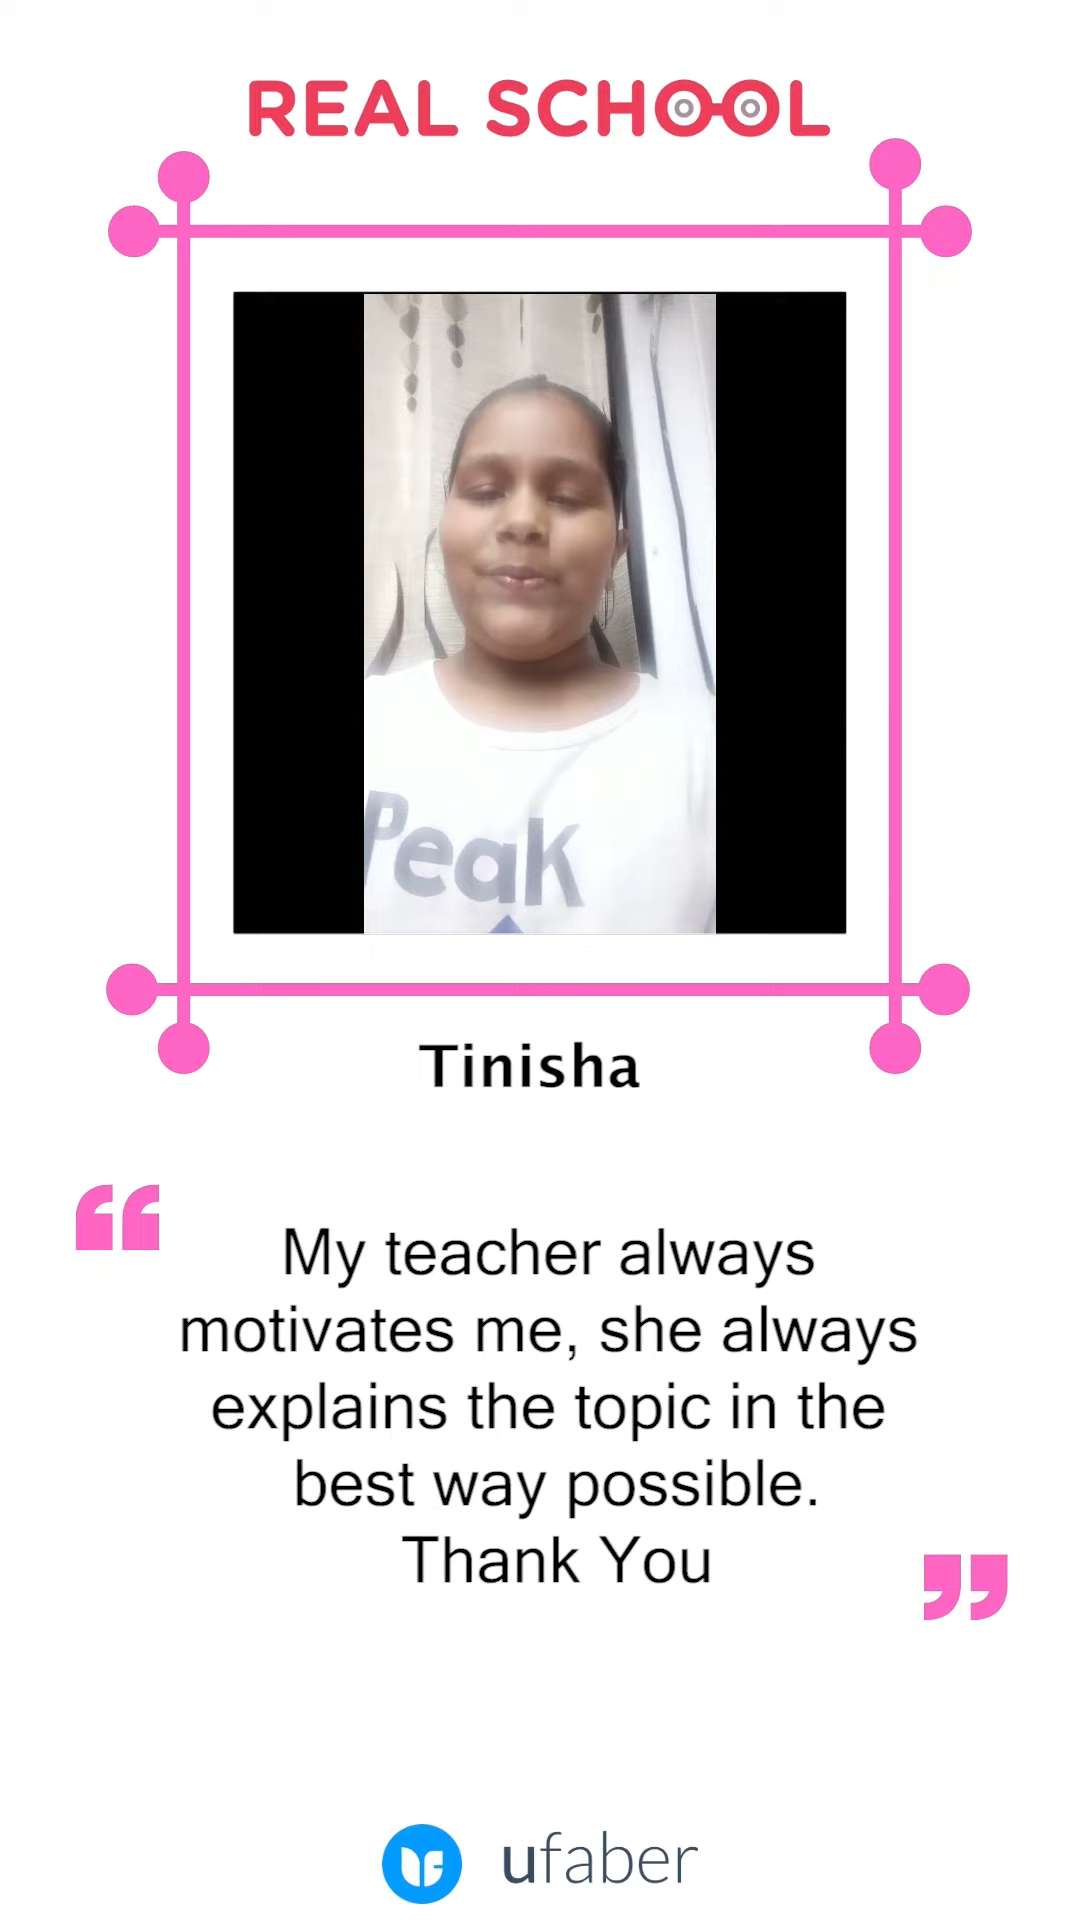 REAL SCHOOL
Peak
Tinisha
My teacher always
motivates me, she always
explains the topic in the
best way possible.
Thank You
ufaber